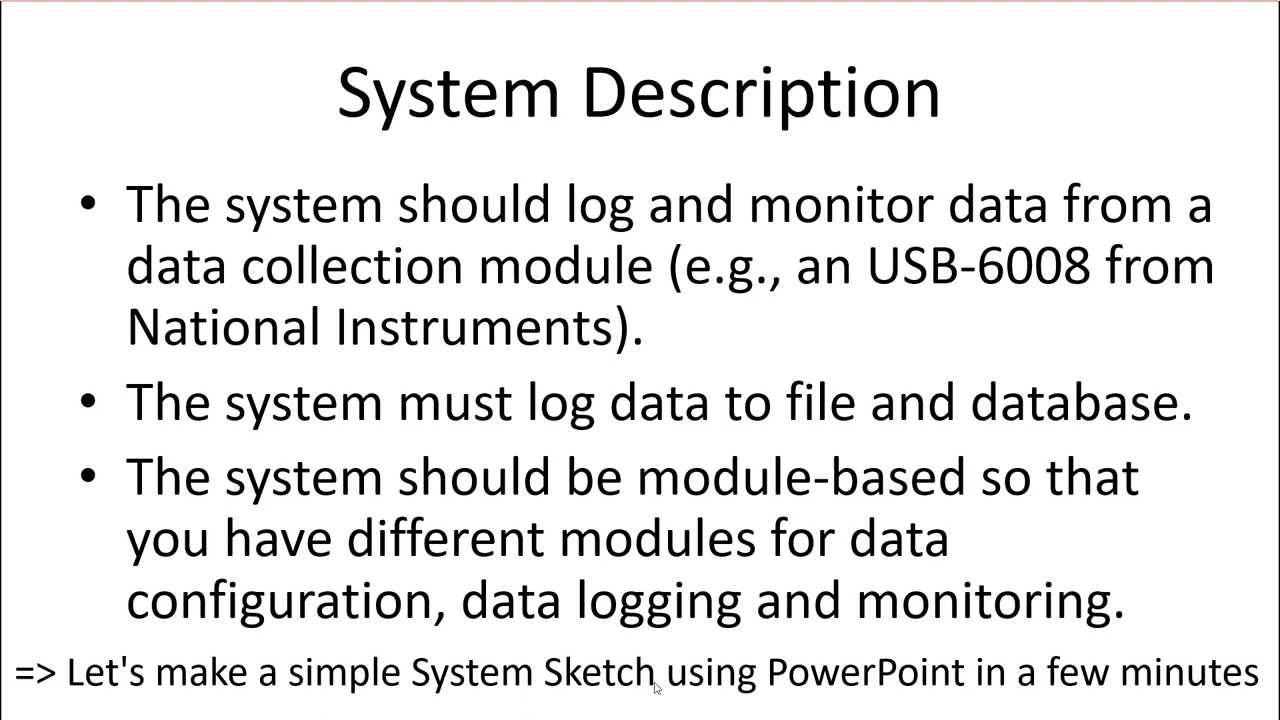 System Description
• The system should log and monitor data from a
data collection module (e.g., an USB-6008 from
National Instruments).
• The system must log data to file and database.
• The system should be module-based so that
you have different modules for data
configuration, data logging and monitoring.
=> Let's make a simple System Sketch using PowerPoint in a few minutes